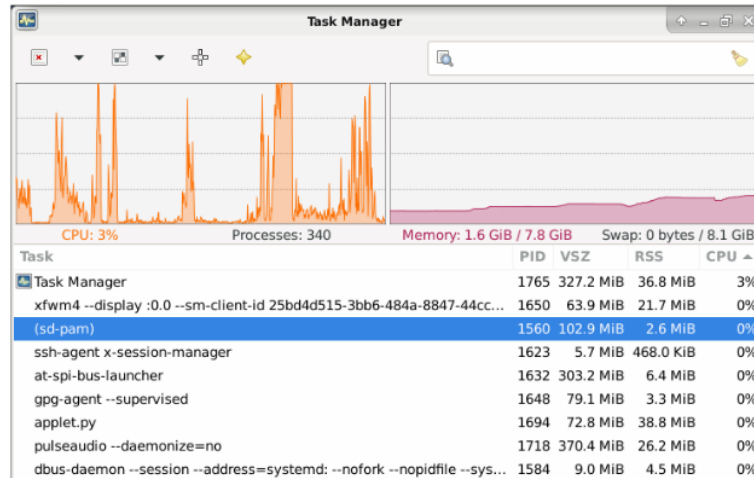 Task Manager
CPU: 3% Processes: 340 Memory: 1.6 GiB / 7.8 GiB Swap: 0 bytes / 8.1 GiB
Task PID VSZ RSS CPU
Task Manager 1765 327.2 MiB 36.8 MiB 3%
xfwm4 --display :0.0 --sm-client-id 25bd4d515-3bb6-484a-8847-44cc... 1650 63.9 MiB 21.7 MiB 0%
(sd-pam) 1560 102.9 MiB 2.6 MiB 0%
ssh-agent x-session-manager 1623 5.7 MiB 468.0 KiB 0%
at-spi-bus-launcher 1632 303.2 MiB 6.4 MiB 0%
gpg-agent --supervised 1648 79.1 MiB 3.3 MiB 0%
applet.py 1694 72.8 MiB 38.8 MiB 0%
pulseaudio --daemonize=no 1718 370.4 MiB 26.2 MiB 0%
dbus-daemon --session --address=systemd: --nofork --nopidfile --sys... 1584 9.0 MiB 4.5 MiB 0%